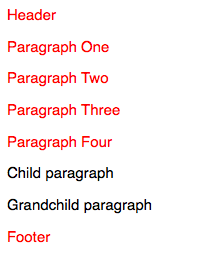 Header
Paragraph One
Paragraph Two
Paragraph Three
Paragraph Four
Child paragraph
Grandchild paragraph
Footer